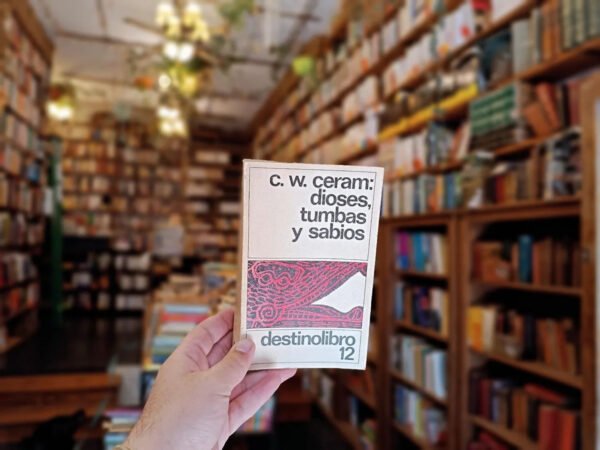 c. w. ceram:
dioses,
tumbas
y sabios
destinolibro
12